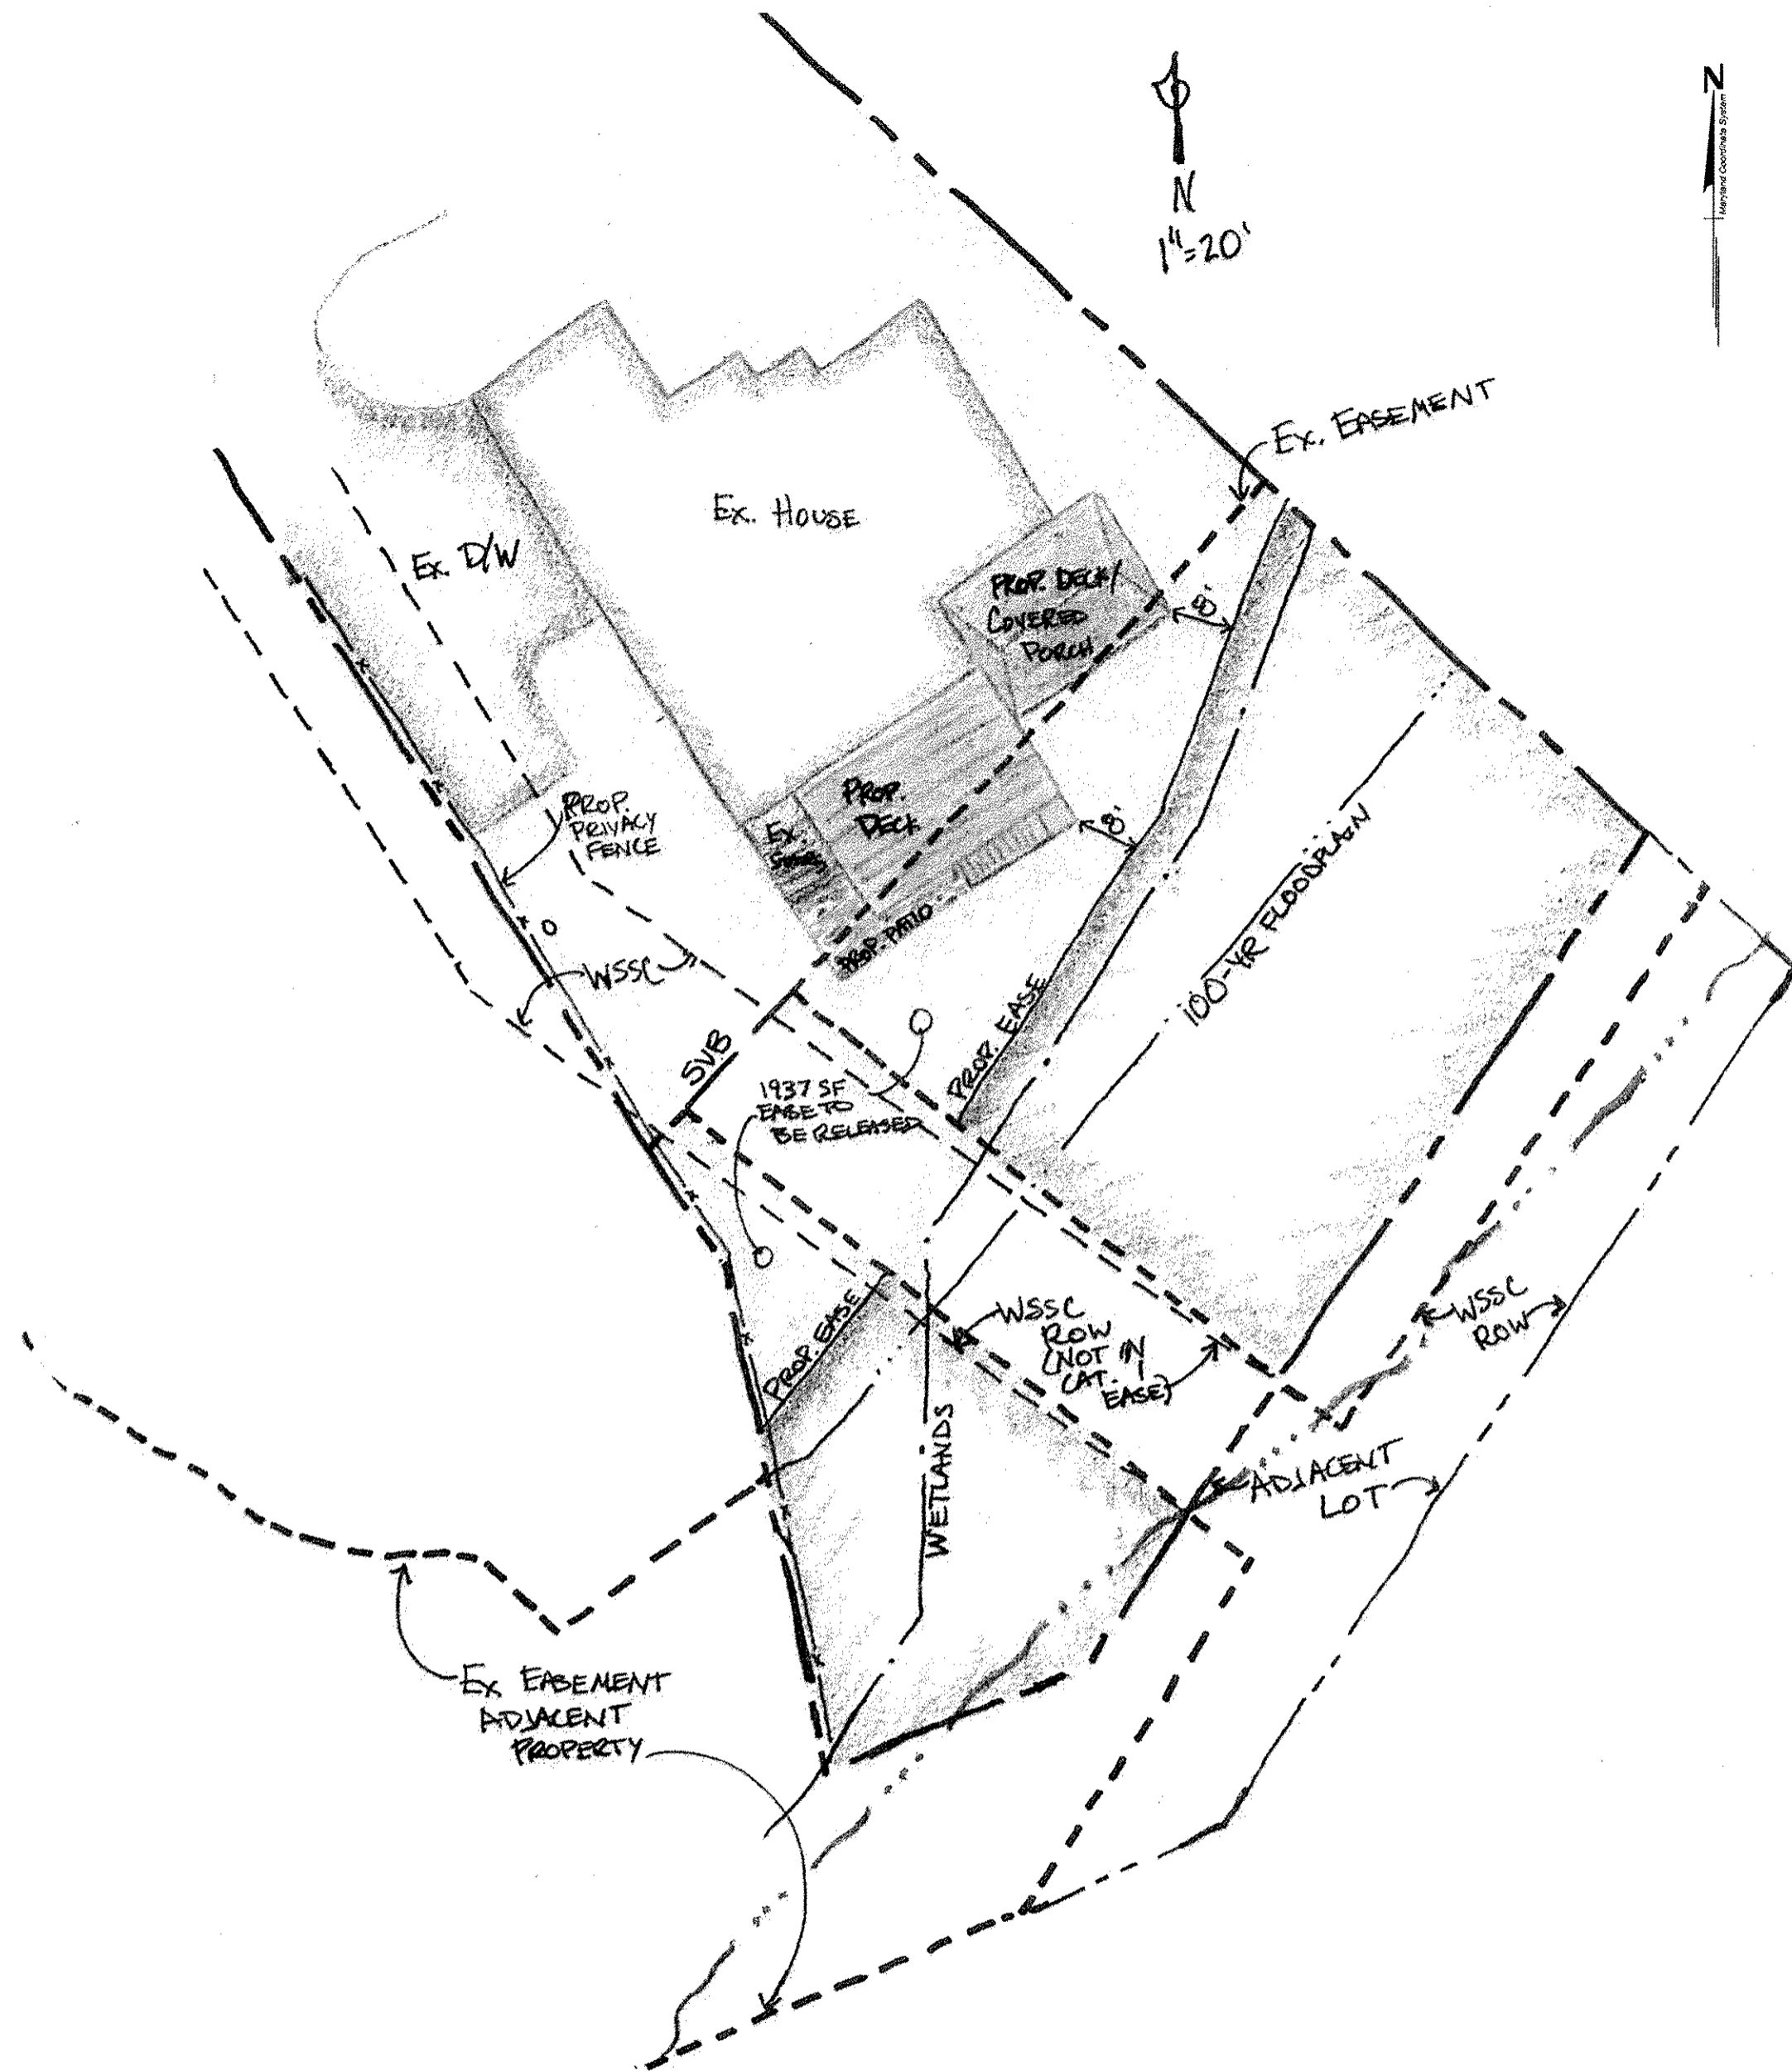 N
1"=20'
N
Maryland Coordinate System
Ex. EASEMENT
Ex. HOUSE
Ex. D/W
PROP. DECK/
COVERED
PORCH
8'
PROP.
DECK
Ex.
8'
PROP.
PRIVACY
FENCE
PROP. PATIO
WSSC
100-YR FLOODPLAIN
PROP. EASE
SVB
1937 SF
EASE TO
BE RELEASED
PROP. EASE
WSSC
ROW
(NOT IN
CAT.
EASE)
WSSC
ROW
WETLANDS
ADJACENT
LOT
Ex EASEMENT
ADJACENT
PROPERTY